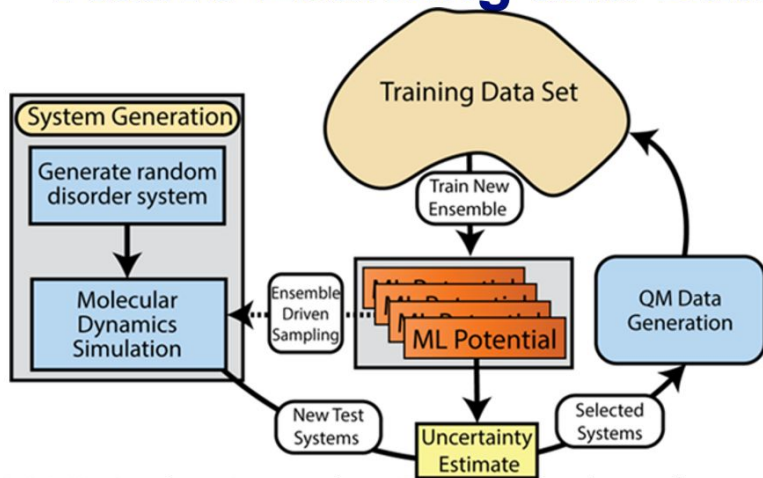 g
System Generation
Generate random
disorder system
Molecular
Dynamics
Simulation
Training Data Set
Train New
Ensemble
Ensemble
Driven
Sampling
ML Potential
QM Data
Generation
New Test
Systems
Uncertainty
Estimate
Selected
Systems